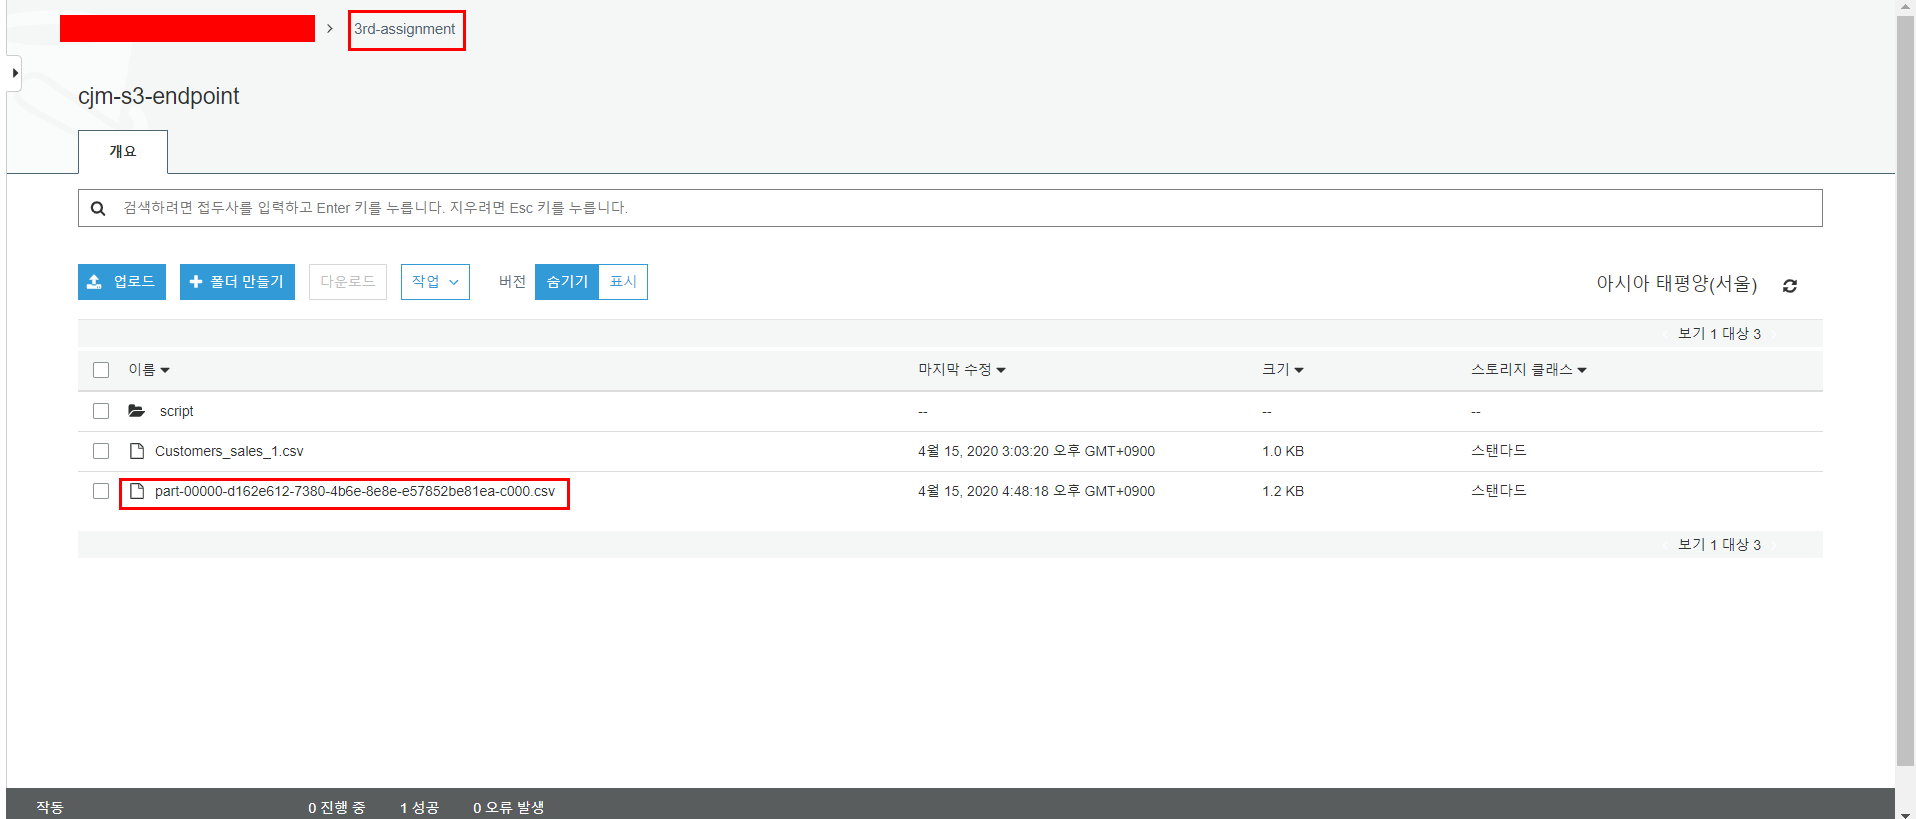 3rd-assignment
cjm-s3-endpoint
개요
검색하려면 접두사를 입력하고 Enter 키를 누릅니다. 지우려면 Esc 키를 누릅니다.
업로드 폴더 만들기 다운로드 작업 버전 숨기기 표시 아시아 태평양(서울)
보기 1 대상 3
이름 마지막 수정 크기 스토리지 클래스
script -- -- --
Customers_sales_1.csv 4월 15, 2020 3:03:20 오후 GMT+0900 1.0 KB 스탠다드
part-00000-d162e612-7380-4b6e-8e8e-e57852be81ea-c000.csv 4월 15, 2020 4:48:18 오후 GMT+0900 1.2 KB 스탠다드
보기 1 대상 3
작동 0 진행 중 1 성공 0 오류 발생